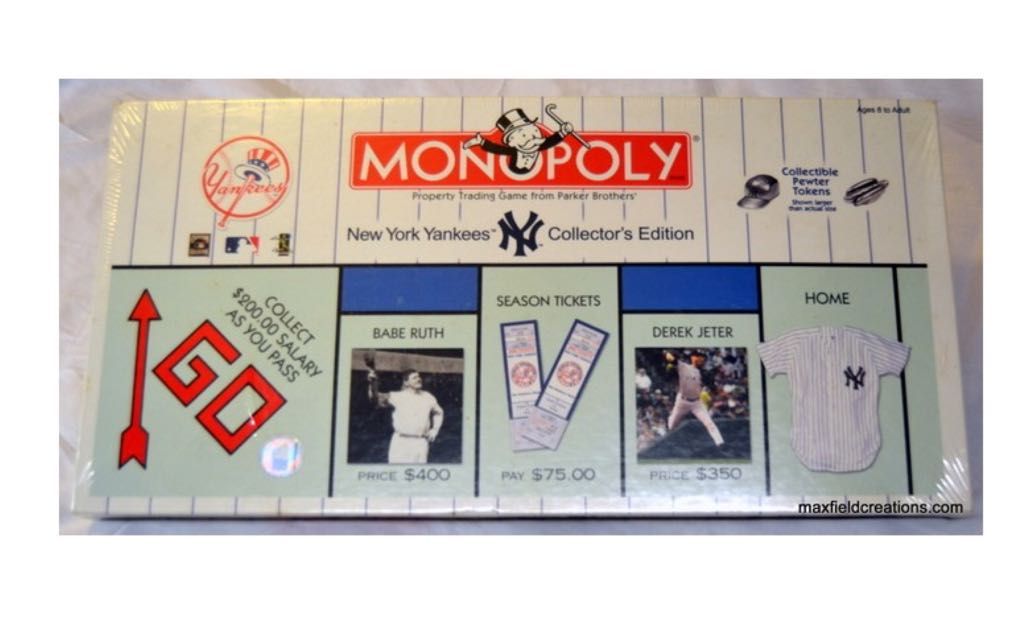 Ages 8 to Adult
Yankees
MONOPOLY®
Property Trading Game from Parker Brothers®
Collectible
Pewter
Tokens
Shown larger
than actual size
New York Yankees™ NY Collector's Edition
COLLECT
$200.00 SALARY
AS YOU PASS
GO
BABE RUTH
PRICE $400
SEASON TICKETS
PAY $75.00
DEREK JETER
PRICE $350
HOME
NY
maxfieldcreations.com